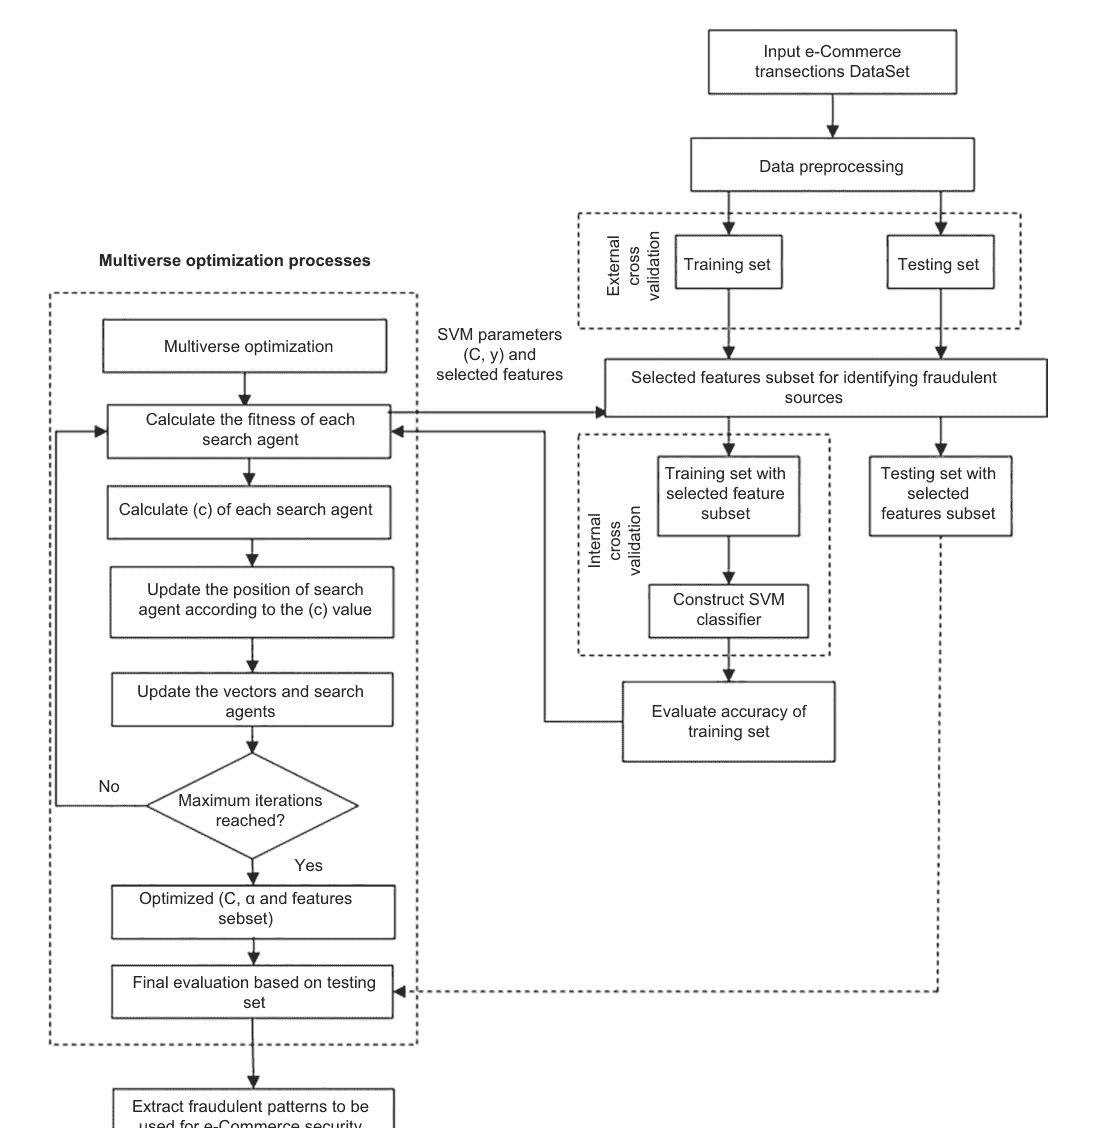 Input e-Commerce
transections DataSet
Data preprocessing
External
cross
validation
Training set
Testing set
Multiverse optimization processes
Multiverse optimization
SVM parameters
(C, y) and
selected features
Selected features subset for identifying fraudulent
sources
Calculate the fitness of each
search agent
Calculate (c) of each search agent
Update the position of search
agent according to the (c) value
Update the vectors and search
agents
No
Maximum iterations
reached?
Yes
Optimized (C, α and features
sebset)
Final evaluation based on testing
set
Extract fraudulent patterns to be
used for e-Commerce security
Internal
cross
validation
Training set with
selected feature
subset
Testing set with
selected
features subset
Construct SVM
classifier
Evaluate accuracy of
training set